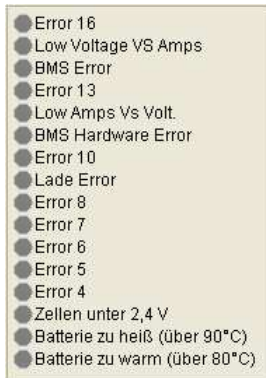 Error 16
Low Voltage VS Amps
BMS Error
Error 13
Low Amps Vs Volt.
BMS Hardware Error
Error 10
Lade Error
Error 8
Error 7
Error 6
Error 5
Error 4
Zellen unter 2,4 V
Batterie zu heiß (über 90°C)
Batterie zu warm (über 80°C)